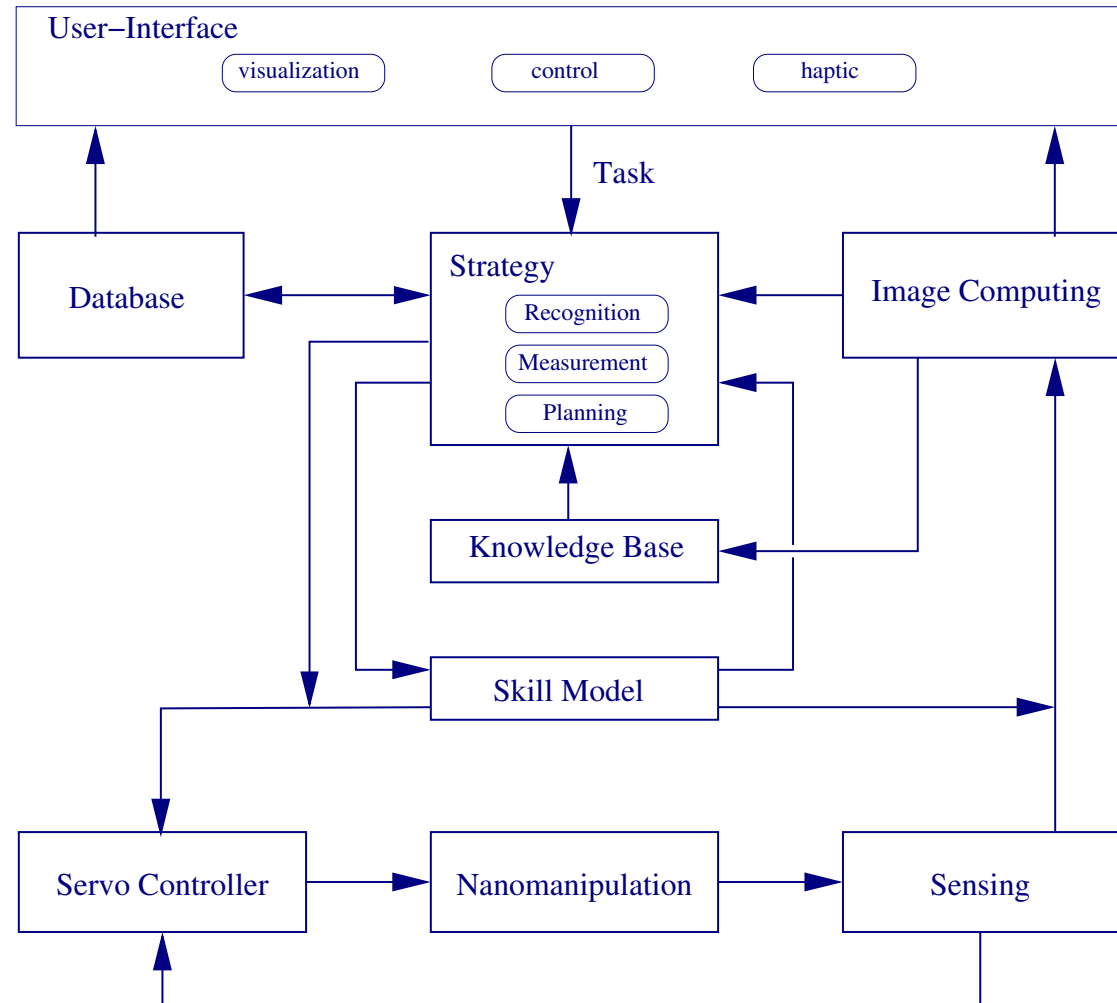 User−Interface
visualization
control
haptic
Task
Database
Strategy
Recognition
Measurement
Planning
Image Computing
Knowledge Base
Skill Model
Servo Controller
Nanomanipulation
Sensing